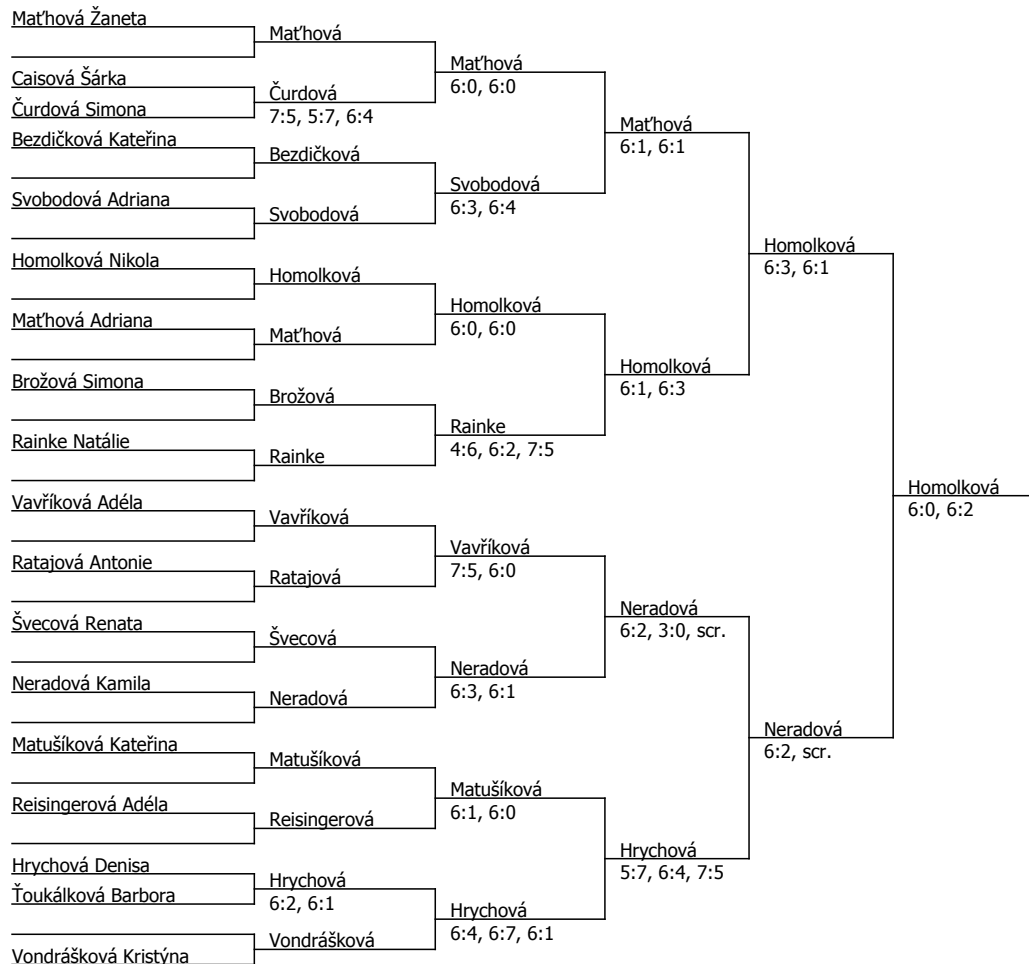 Maťhová Žaneta
Maťhová
Maťhová
6:0, 6:0
Caisová Šárka
Čurdová
7:5, 5:7, 6:4
Čurdová Simona
Maťhová
6:1, 6:1
Bezdičková Kateřina
Bezdičková
Svobodová
6:3, 6:4
Svobodová Adriana
Svobodová
Homolková
6:3, 6:1
Homolková Nikola
Homolková
Homolková
6:0, 6:0
Maťhová Adriana
Maťhová
Homolková
6:1, 6:3
Brožová Simona
Brožová
Rainke
4:6, 6:2, 7:5
Rainke Natálie
Rainke
Homolková
6:0, 6:2
Vavříková Adéla
Vavříková
Vavříková
7:5, 6:0
Ratajová Antonie
Ratajová
Neradová
6:2, 3:0, scr.
Švecová Renata
Švecová
Neradová
6:3, 6:1
Neradová Kamila
Neradová
Neradová
6:2, scr.
Matušíková Kateřina
Matušíková
Matušíková
6:1, 6:0
Reisingerová Adéla
Reisingerová
Hrychová
5:7, 6:4, 7:5
Hrychová Denisa
Hrychová
6:2, 6:1
Ťoukálková Barbora
Hrychová
6:4, 6:7, 6:1
Vondrášková
Vondrášková Kristýna